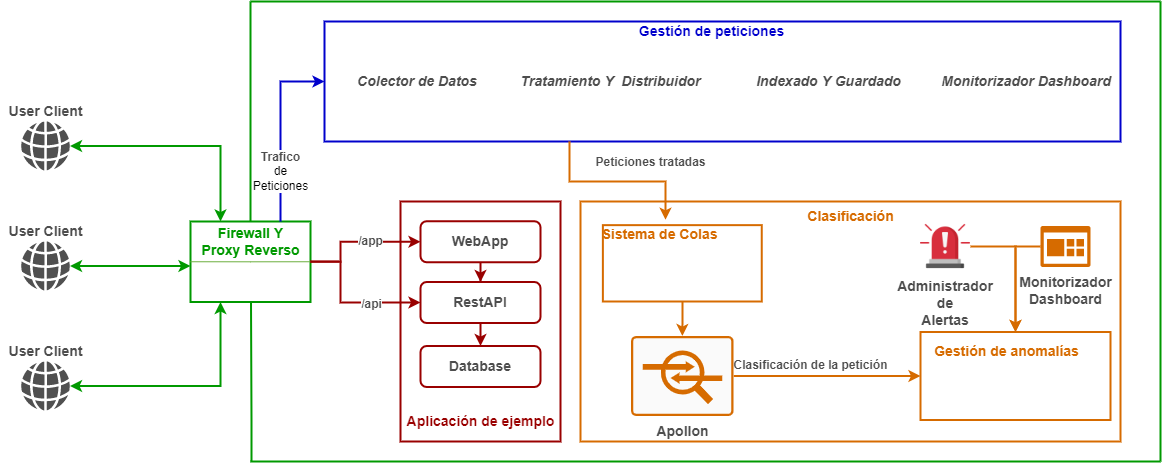 Gestión de peticiones
Colector de Datos
Tratamiento Y Distribuidor
Indexado Y Guardado
Monitorizador Dashboard
User Client
User Client
User Client
Trafico
de
Peticiones
Firewall Y
Proxy Reverso
/app
/api
WebApp
RestAPI
Database
Aplicación de ejemplo
Peticiones tratadas
Clasificación
Sistema de Colas
Apollon
Clasificación de la petición
Administrador
de
Alertas
Monitorizador
Dashboard
Gestión de anomalías